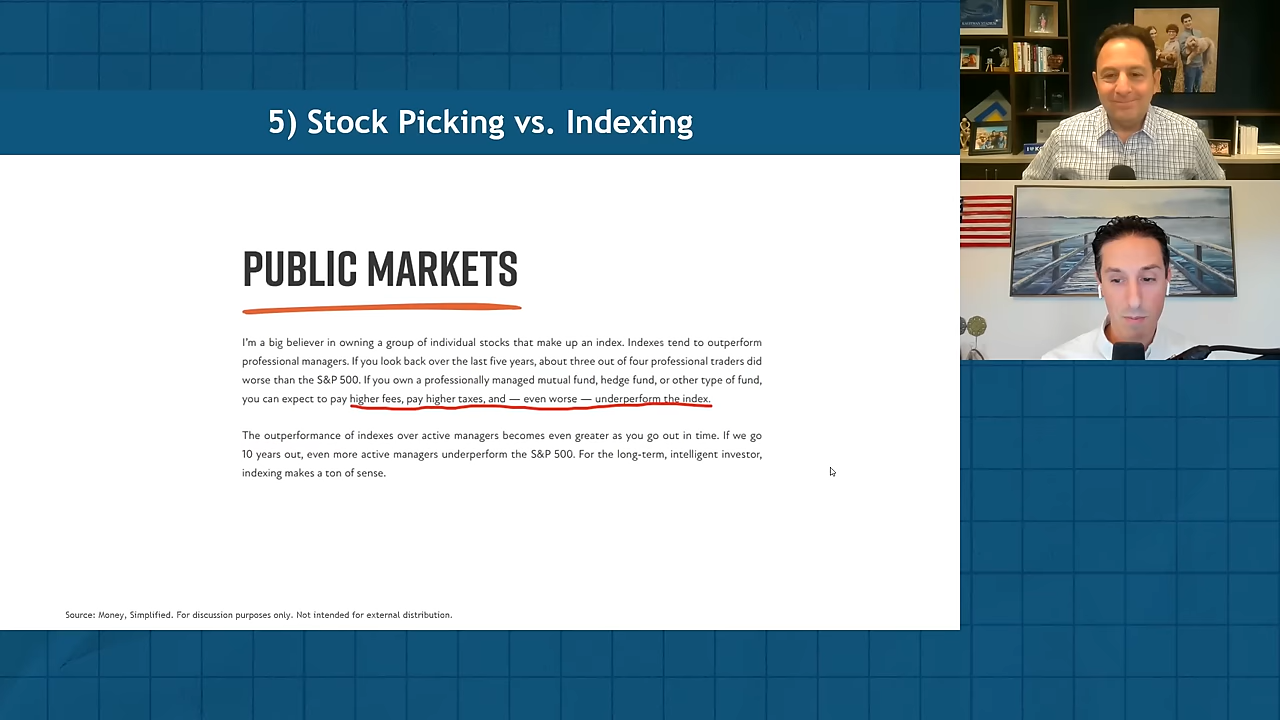 5) Stock Picking vs. Indexing
PUBLIC MARKETS
I'm a big believer in owning a group of individual stocks that make up an index. Indexes tend to outperform
professional managers. If you look back over the last five years, about three out of four professional traders did
worse than the S&P 500. If you own a professionally managed mutual fund, hedge fund, or other type of fund,
you can expect to pay higher fees, pay higher taxes, and — even worse — underperform the index.
The outperformance of indexes over active managers becomes even greater as you go out in time. If we go
10 years out, even more active managers underperform the S&P 500. For the long-term, intelligent investor,
indexing makes a ton of sense.
Source: Money, Simplified. For discussion purposes only. Not intended for external distribution.